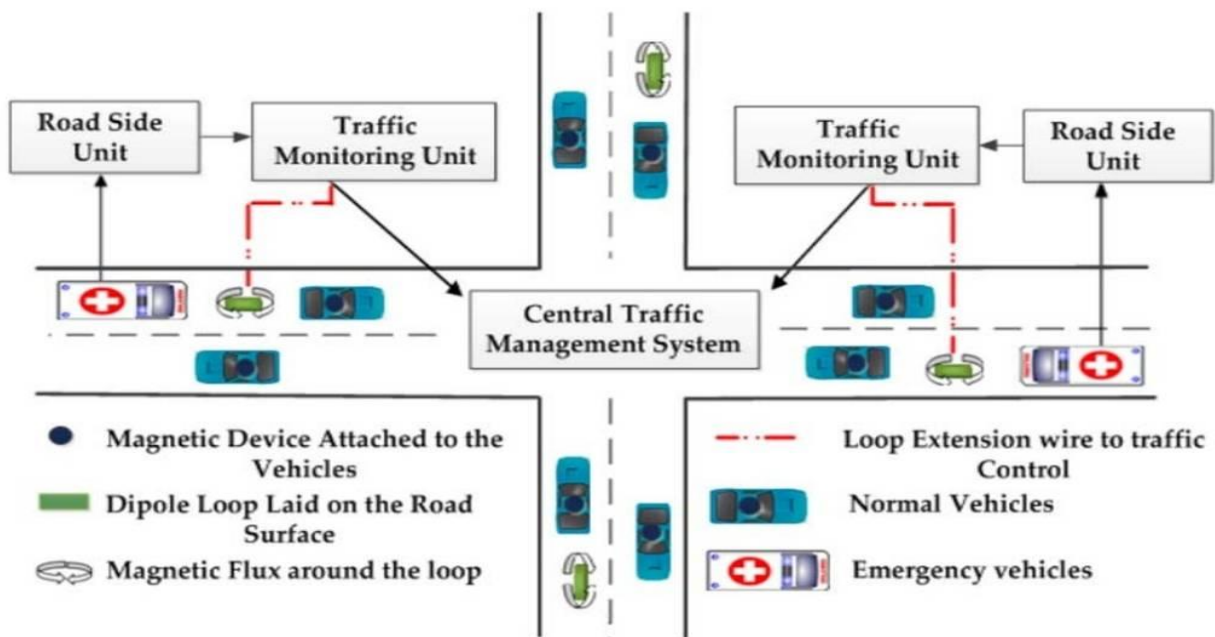 Road Side
Unit
Traffic
Monitoring Unit
Traffic
Monitoring Unit
Road Side
Unit
Central Traffic
Management System
Magnetic Device Attached to the
Vehicles
Dipole Loop Laid on the Road
Surface
Magnetic Flux around the loop
Loop Extension wire to traffic
Control
Normal Vehicles
Emergency vehicles